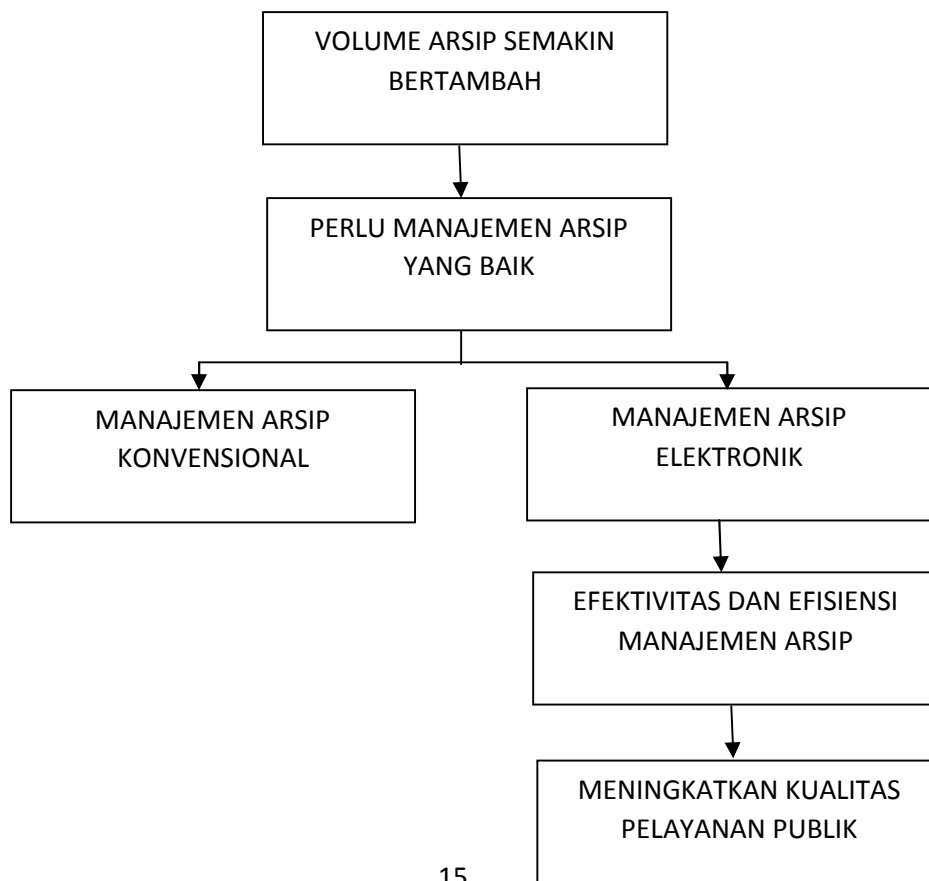 VOLUME ARSIP SEMAKIN
BERTAMBAH
PERLU MANAJEMEN ARSIP
YANG BAIK
MANAJEMEN ARSIP
KONVENSIONAL
MANAJEMEN ARSIP
ELEKTRONIK
EFEKTIVITAS DAN EFISIENSI
MANAJEMEN ARSIP
MENINGKATKAN KUALITAS
PELAYANAN PUBLIK
15